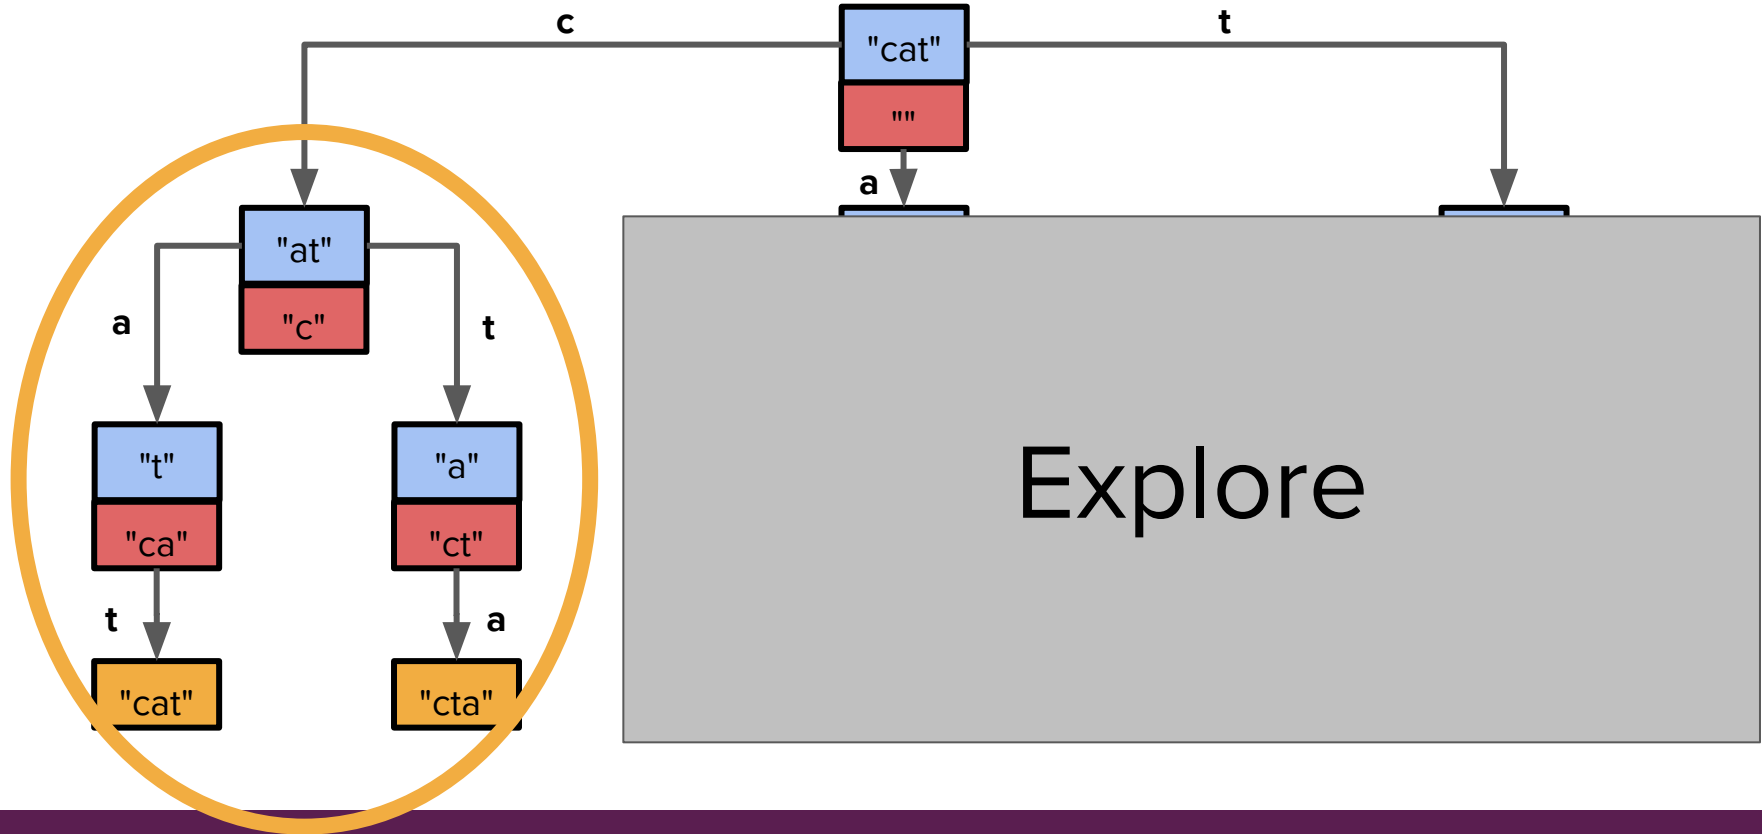 c
"cat"
t
""
a
"at"
"c"
a
t
"t"
"a"
"ca"
"ct"
t
a
"cat"
"cta"
Explore